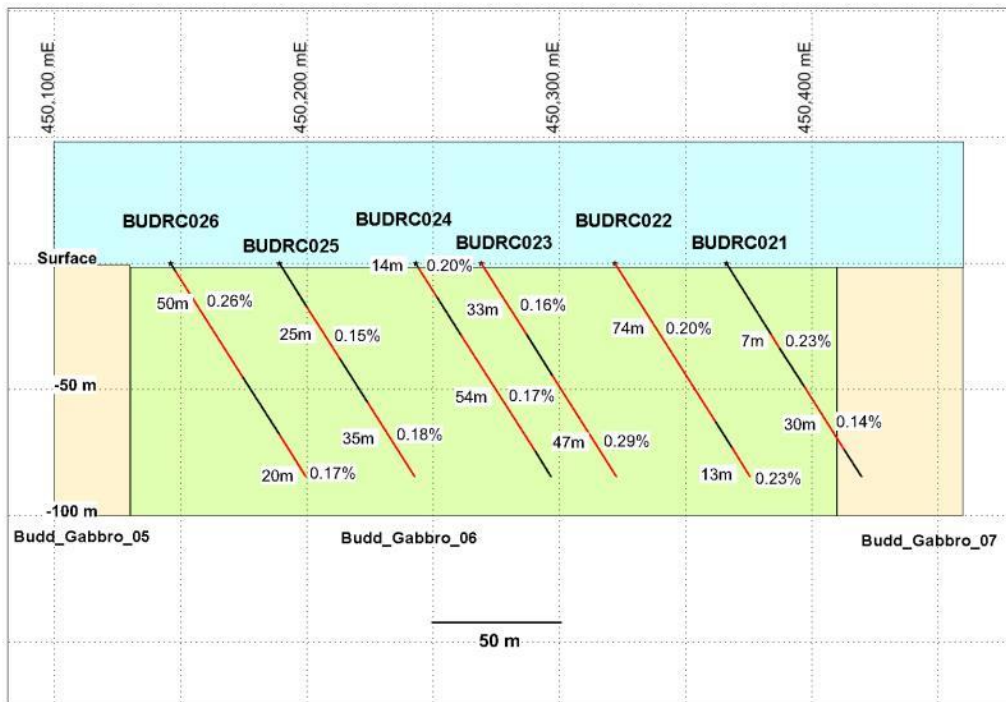 450,100 mE
450,200 mE
450,300 mE
450,400 mE
BUDRC026
BUDRC025
BUDRC024
BUDRC023
BUDRC022
BUDRC021
Surface
14m 0.20%
50m 0.26%
25m 0.15%
33m 0.16%
74m 0.20%
7m 0.23%
-50 m
54m 0.17%
30m 0.14%
35m 0.18%
47m 0.29%
20m 0.17%
13m 0.23%
-100 m
Budd_Gabbro_05
Budd_Gabbro_06
Budd_Gabbro_07
50 m